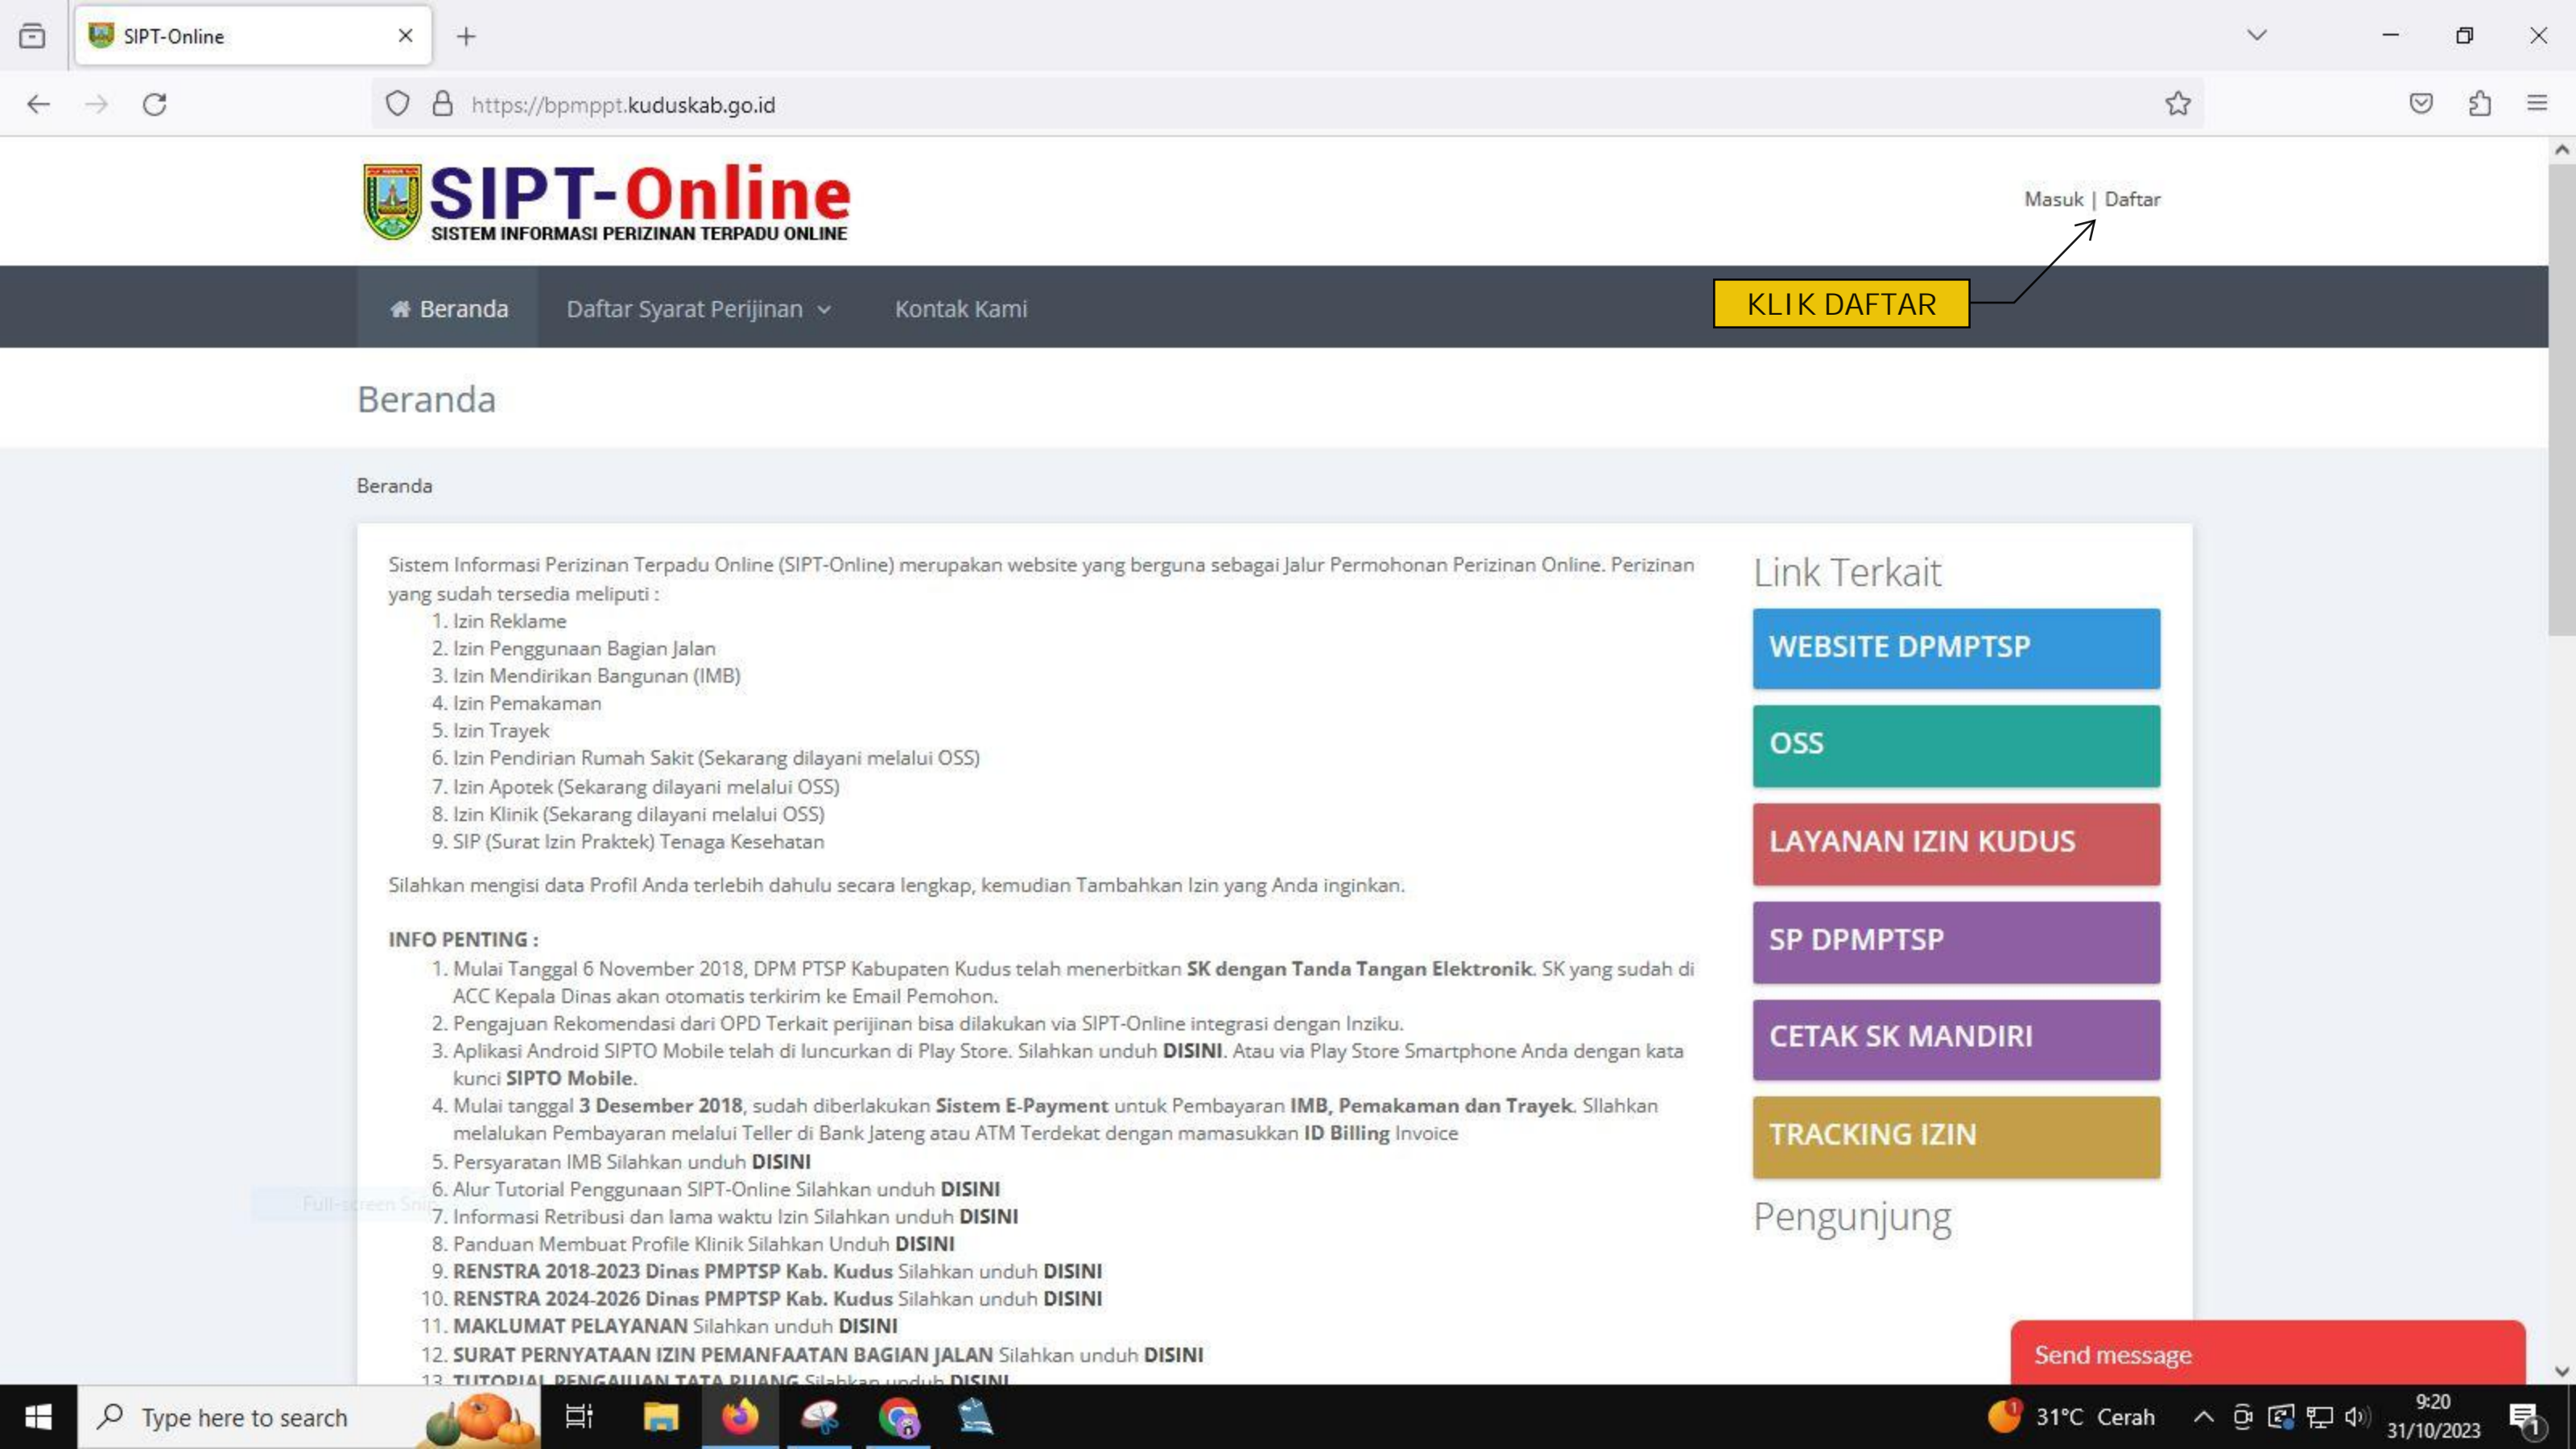 SIPT-Online
https://bpmppt.kuduskab.go.id
SIPT-Online
SISTEM INFORMASI PERIZINAN TERPADU ONLINE
Masuk | Daftar
KLIK DAFTAR
Beranda Daftar Syarat Perijinan Kontak Kami
Beranda
Beranda
Sistem Informasi Perizinan Terpadu Online (SIPT-Online) merupakan website yang berguna sebagai Jalur Permohonan Perizinan Online. Perizinan
yang sudah tersedia meliputi :
1. Izin Reklame
2. Izin Penggunaan Bagian Jalan
3. Izin Mendirikan Bangunan (IMB)
4. Izin Pemakaman
5. Izin Trayek
6. Izin Pendirian Rumah Sakit (Sekarang dilayani melalui OSS)
7. Izin Apotek (Sekarang dilayani melalui OSS)
8. Izin Klinik (Sekarang dilayani melalui OSS)
9. SIP (Surat Izin Praktek) Tenaga Kesehatan
Silahkan mengisi data Profil Anda terlebih dahulu secara lengkap, kemudian Tambahkan Izin yang Anda inginkan.
INFO PENTING :
1. Mulai Tanggal 6 November 2018, DPM PTSP Kabupaten Kudus telah menerbitkan SK dengan Tanda Tangan Elektronik. SK yang sudah di
ACC Kepala Dinas akan otomatis terkirim ke Email Pemohon.
2. Pengajuan Rekomendasi dari OPD Terkait perijinan bisa dilakukan via SIPT-Online integrasi dengan Inziku.
3. Aplikasi Android SIPTO Mobile telah di luncurkan di Play Store. Silahkan unduh DISINI. Atau via Play Store Smartphone Anda dengan kata
kunci SIPTO Mobile.
4. Mulai tanggal 3 Desember 2018, sudah diberlakukan Sistem E-Payment untuk Pembayaran IMB, Pemakaman dan Trayek. SIlahkan
melalukan Pembayaran melalui Teller di Bank Jateng atau ATM Terdekat dengan mamasukkan ID Billing Invoice
5. Persyaratan IMB Silahkan unduh DISINI
6. Alur Tutorial Penggunaan SIPT-Online Silahkan unduh DISINI
Full-screen Snip
7. Informasi Retribusi dan lama waktu Izin Silahkan unduh DISINI
8. Panduan Membuat Profile Klinik Silahkan Unduh DISINI
9. RENSTRA 2018-2023 Dinas PMPTSP Kab. Kudus Silahkan unduh DISINI
10. RENSTRA 2024-2026 Dinas PMPTSP Kab. Kudus Silahkan unduh DISINI
11. MAKLUMAT PELAYANAN Silahkan unduh DISINI
12. SURAT PERNYATAAN IZIN PEMANFAATAN BAGIAN JALAN Silahkan unduh DISINI
13. TUTORIAL PENGAJUAN TATA RUANG Silahkan unduh DISINI
Link Terkait
WEBSITE DPMPTSP
OSS
LAYANAN IZIN KUDUS
SP DPMPTSP
CETAK SK MANDIRI
TRACKING IZIN
Pengunjung
Send message
Type here to search
1
31°C Cerah
9:20
31/10/2023
1